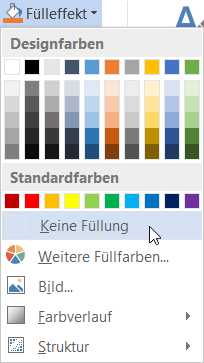 Fülleffekt
A
Designfarben
Standardfarben
Keine Füllung
Weitere Füllfarben...
Bild...
Farbverlauf
Struktur